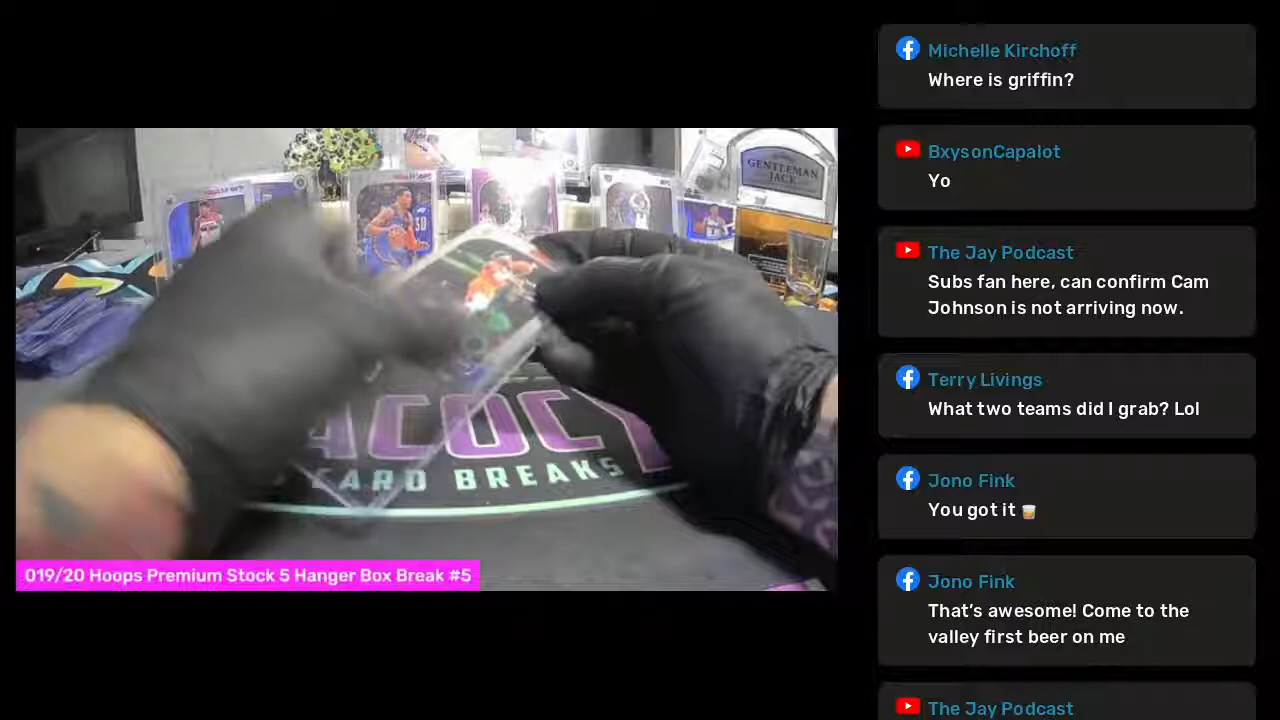 GENTLEMAN
JACK
30
ACOCY
CARD BREAKS
019/20 Hoops Premium Stock 5 Hanger Box Break #5
Michelle Kirchoff
Where is griffin?
BxysonCapalot
Yo
The Jay Podcast
Subs fan here, can confirm Cam
Johnson is not arriving now.
Terry Livings
What two teams did I grab? Lol
Jono Fink
You got it 🥃
Jono Fink
That’s awesome! Come to the
valley first beer on me
The Jay Podcast